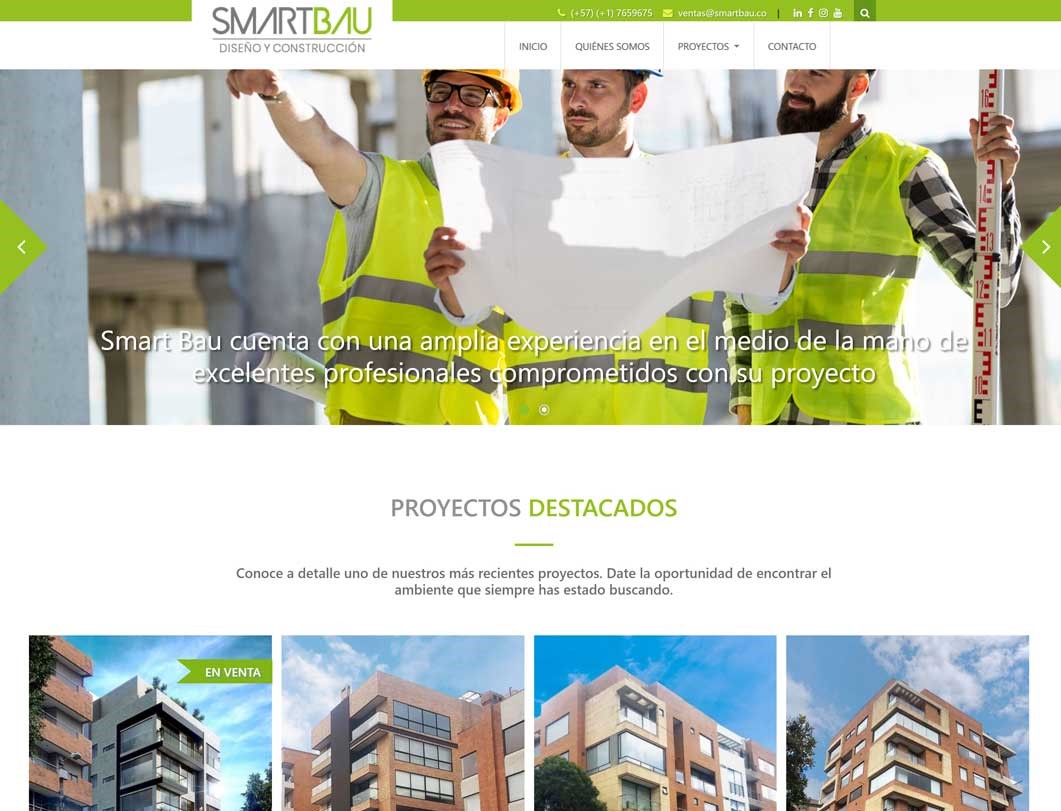 SMARTBAU
DISEÑO Y CONSTRUCCIÓN
(+57) (+1) 7659675 ventas@smartbau.co |
INICIO QUIÉNES SOMOS PROYECTOS CONTACTO
Smart Bau cuenta con una amplia experiencia en el medio de la mano de
excelentes profesionales comprometidos con su proyecto
PROYECTOS DESTACADOS
Conoce a detalle uno de nuestros más recientes proyectos. Date la oportunidad de encontrar el
ambiente que siempre has estado buscando.
EN VENTA